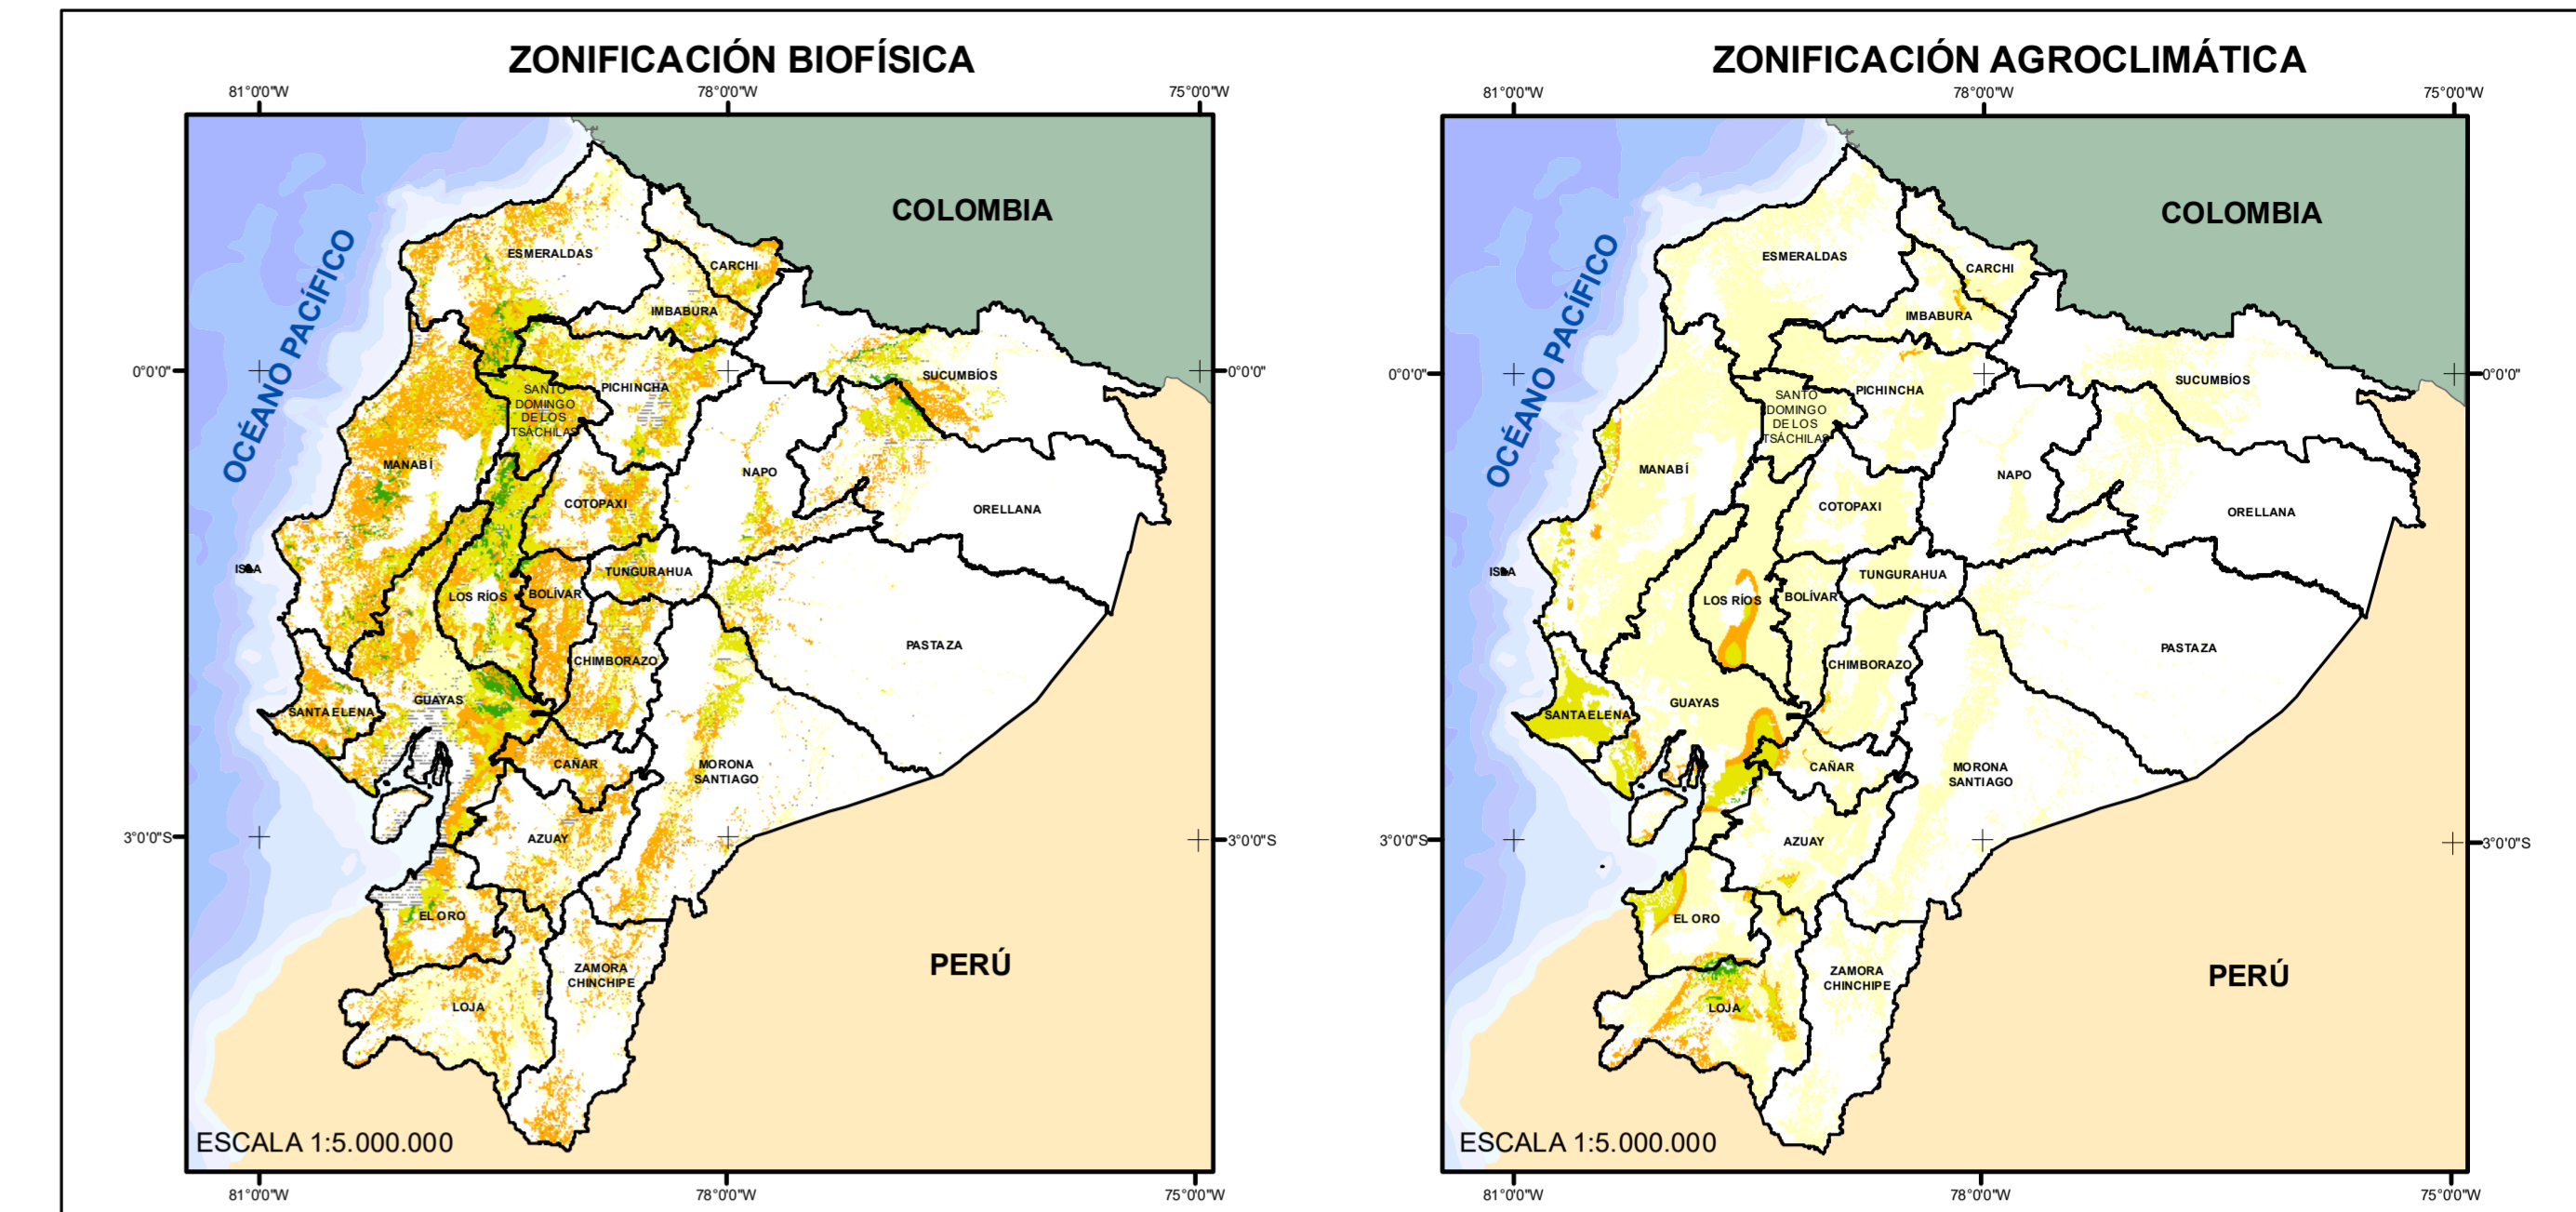 ZONIFICACIÓN BIOFÍSICA
81°0'0"W 78°0'0"W 75°0'0"W
COLOMBIA
OCÉANO PACÍFICO
ESMERALDAS
CARCHI
IMBABURA
0°0'0" 0°0'0"
SUCUMBÍOS
PICHINCHA
SANTO
DOMINGO
DE LOS
TSÁCHILAS
MANABÍ
NAPO
COTOPAXI
ORELLANA
ISLA
TUNGURAHUA
LOS RÍOS
BOLÍVAR
PASTAZA
CHIMBORAZO
GUAYAS
SANTA ELENA
CAÑAR
MORONA
SANTIAGO
3°0'0"S 3°0'0"S
AZUAY
EL ORO
PERÚ
ZAMORA
CHINCHIPE
LOJA
ESCALA 1:5.000.000
81°0'0"W 78°0'0"W 75°0'0"W
ZONIFICACIÓN AGROCLIMÁTICA
81°0'0"W 78°0'0"W 75°0'0"W
COLOMBIA
OCÉANO PACÍFICO
ESMERALDAS
CARCHI
IMBABURA
0°0'0" 0°0'0"
SUCUMBÍOS
PICHINCHA
SANTO
DOMINGO
DE LOS
TSÁCHILAS
MANABÍ
NAPO
COTOPAXI
ORELLANA
ISLA
TUNGURAHUA
LOS RÍOS
BOLÍVAR
PASTAZA
CHIMBORAZO
GUAYAS
SANTA ELENA
CAÑAR
MORONA
SANTIAGO
3°0'0"S 3°0'0"S
AZUAY
EL ORO
PERÚ
ZAMORA
CHINCHIPE
LOJA
ESCALA 1:5.000.000
81°0'0"W 78°0'0"W 75°0'0"W